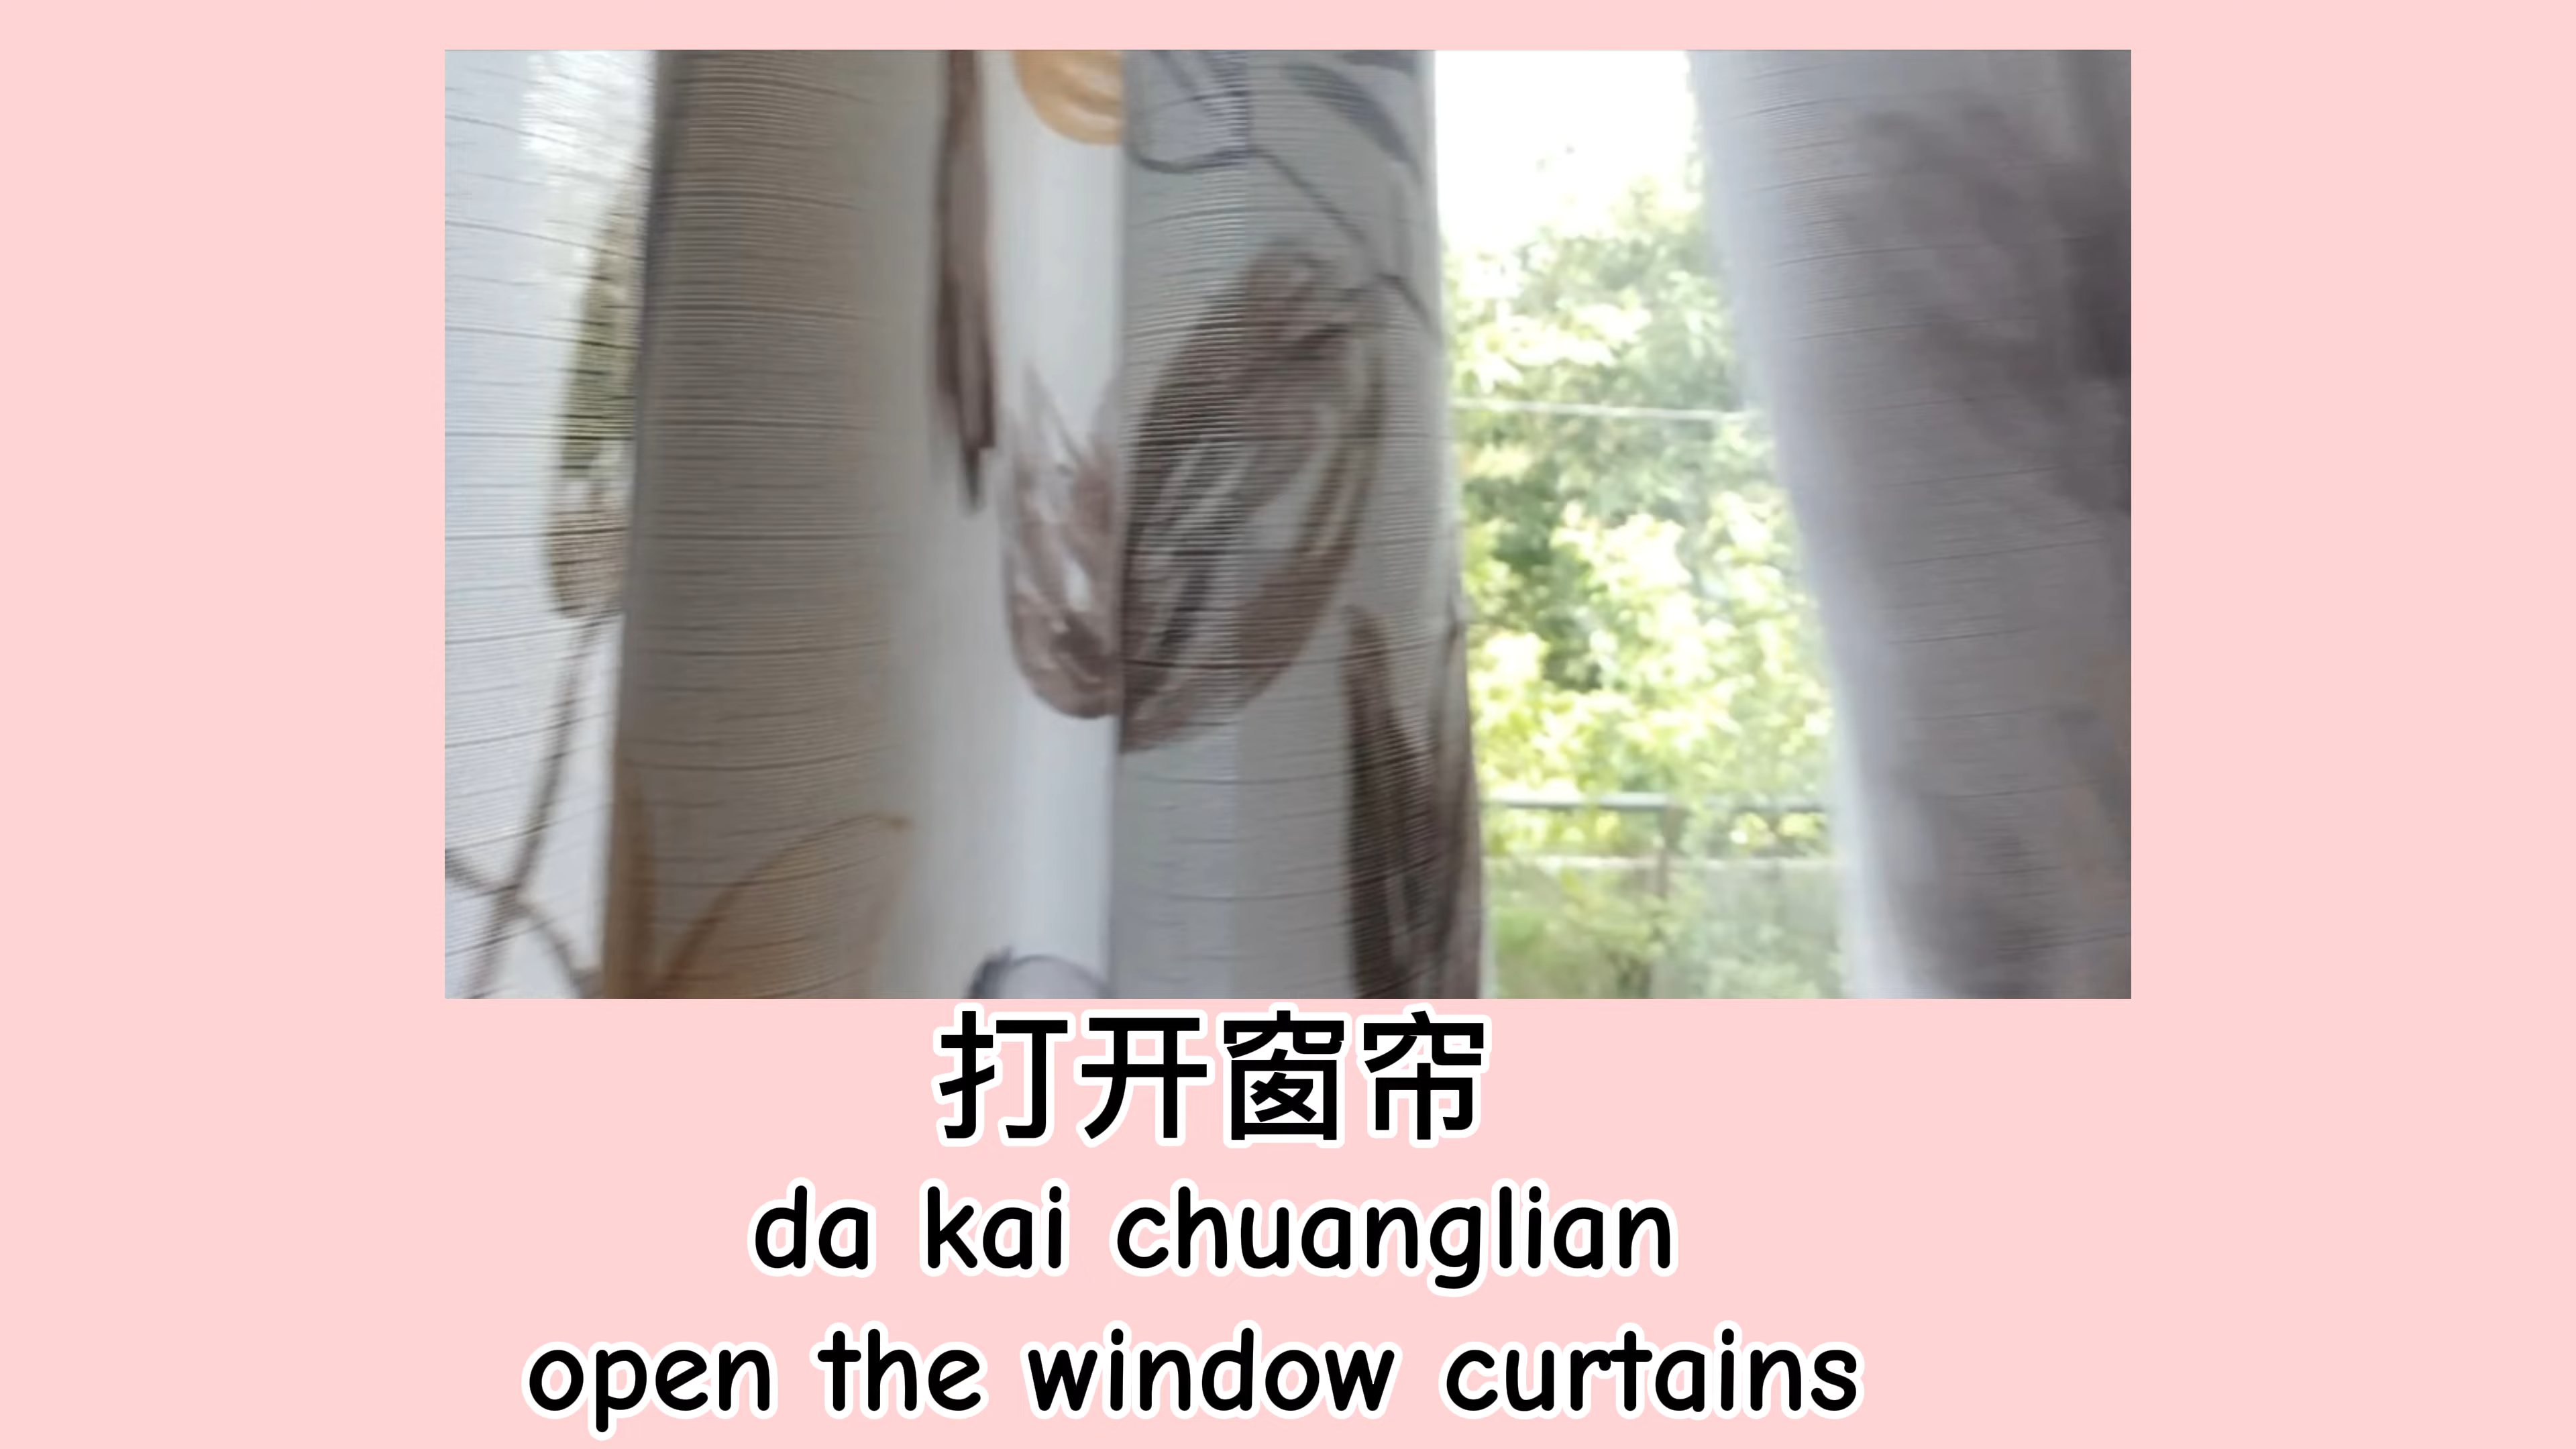 打开窗帘
da kai chuanglian
open the window curtains